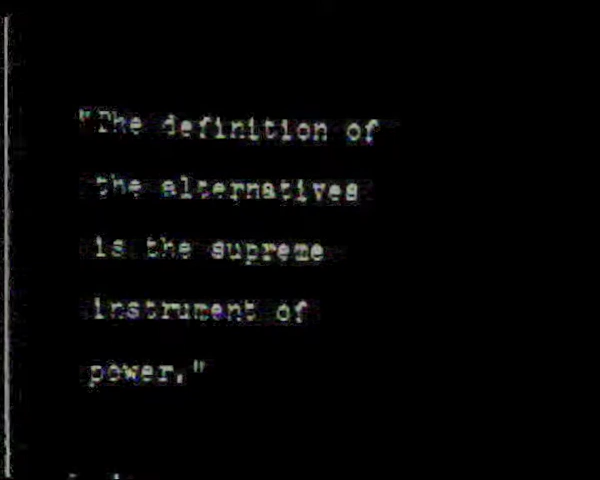 "The definition of
the alternatives
is the supreme
instrument of
power."